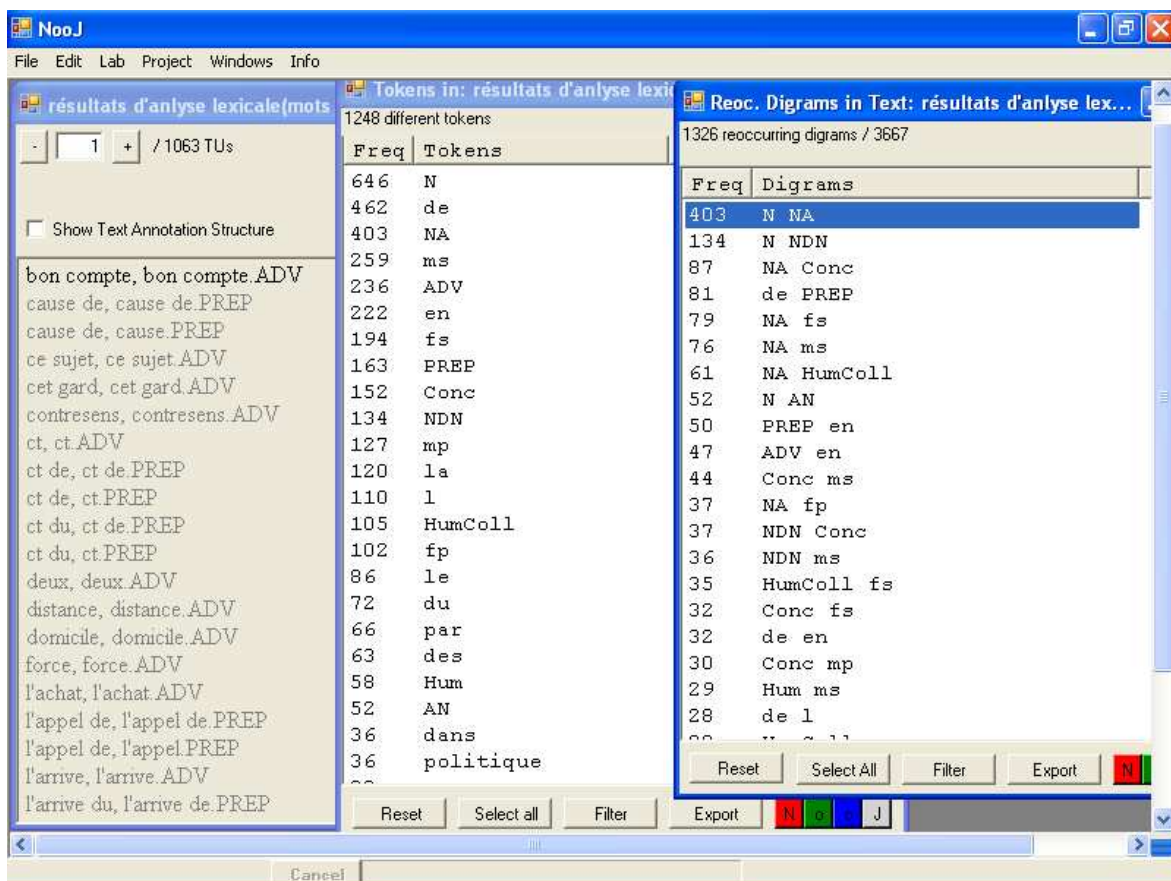 NooJ
File Edit Lab Project Windows Info
résultats d'anlyse lexicale(mots
- 1 + / 1063 TUs
Show Text Annotation Structure
bon compte, bon compte.ADV
cause de, cause de.PREP
cause de, cause.PREP
ce sujet, ce sujet.ADV
cet gard, cet gard.ADV
contresens, contresens.ADV
ct, ct.ADV
ct de, ct de.PREP
ct de, ct.PREP
ct du, ct de.PREP
ct du, ct.PREP
deux, deux.ADV
distance, distance.ADV
domicile, domicile.ADV
force, force.ADV
l'achat, l'achat.ADV
l'appel de, l'appel de.PREP
l'appel de, l'appel.PREP
l'arrive, l'arrive.ADV
l'arrive du, l'arrive de.PREP
Tokens in: résultats d'anlyse lexic
1248 different tokens
Freq Tokens
646 N
462 de
403 NA
259 ms
236 ADV
222 en
194 fs
163 PREP
152 Conc
134 NDN
127 mp
120 la
110 l
105 HumColl
102 fp
86 le
72 du
66 par
63 des
58 Hum
52 AN
36 dans
36 politique
Reset Select all Filter Export N o o J
Reoc. Digrams in Text: résultats d'anlyse lex...
1326 reoccurring digrams / 3667
Freq Digrams
403 N NA
134 N NDN
87 NA Conc
81 de PREP
79 NA fs
76 NA ms
61 NA HumColl
52 N AN
50 PREP en
47 ADV en
44 Conc ms
37 NA fp
37 NDN Conc
36 NDN ms
35 HumColl fs
32 Conc fs
32 de en
30 Conc mp
29 Hum ms
28 de l
Reset Select All Filter Export N
Cancel